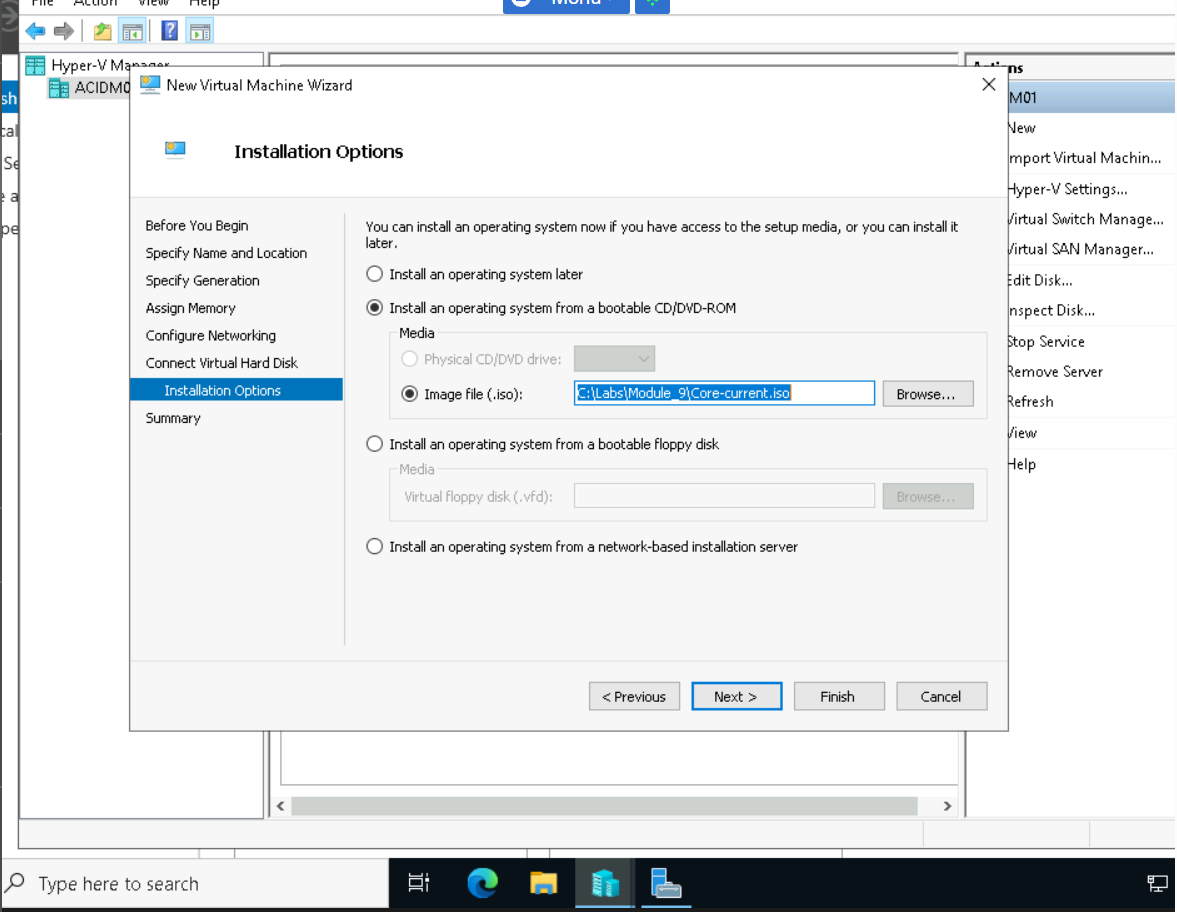 File Action View Help
Menu
Hyper-V Manager
ACIDM0
Actions
M01
New
mport Virtual Machin...
Hyper-V Settings...
Virtual Switch Manage...
Virtual SAN Manager...
Edit Disk...
nspect Disk...
Stop Service
Remove Server
Refresh
View
Help
New Virtual Machine Wizard
Installation Options
Before You Begin
Specify Name and Location
Specify Generation
Assign Memory
Configure Networking
Connect Virtual Hard Disk
Installation Options
Summary
You can install an operating system now if you have access to the setup media, or you can install it
later.
Install an operating system later
Install an operating system from a bootable CD/DVD-ROM
Media
Physical CD/DVD drive:
Image file (.iso):
C:\Labs\Module_9\Core-current.iso
Browse...
Install an operating system from a bootable floppy disk
Media
Virtual floppy disk (.vfd):
Browse...
Install an operating system from a network-based installation server
< Previous
Next >
Finish
Cancel
Type here to search